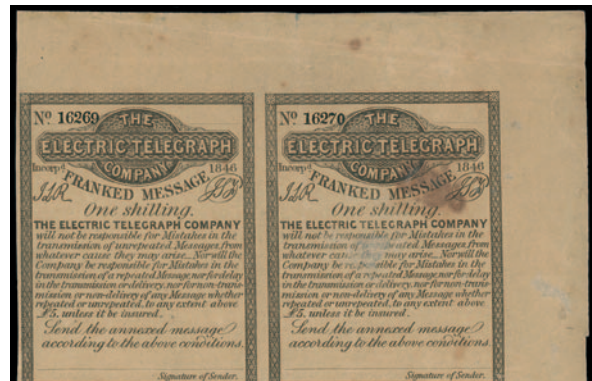 Nº 16269
THE
ELECTRIC TELEGRAPH
COMPANY
Incorpd. 1846
FRANKED MESSAGE
One shilling.
THE ELECTRIC TELEGRAPH COMPANY
will not be responsible for Mistakes in the
transmission of unrepeated Messages, from
whatever cause they may arise_ Nor will the
Company be responsible for Mistakes in the
transmission of a repeated Message, nor for delay
in the transmission or delivery, nor for non-trans-
mission or non-delivery of any Message whether
repeated or unrepeated, to any extent above
£5, unless it be insured.
Send the annexed message
according to the above conditions.
Signature of Sender.
Nº 16270
THE
ELECTRIC TELEGRAPH
COMPANY
Incorpd. 1846
FRANKED MESSAGE
One shilling.
THE ELECTRIC TELEGRAPH COMPANY
will not be responsible for Mistakes in the
transmission of unrepeated Messages, from
whatever cause they may arise_ Nor will the
Company be responsible for Mistakes in the
transmission of a repeated Message, nor for delay
in the transmission or delivery, nor for non-trans-
mission or non-delivery of any Message whether
repeated or unrepeated, to any extent above
£5, unless it be insured.
Send the annexed message
according to the above conditions.
Signature of Sender.